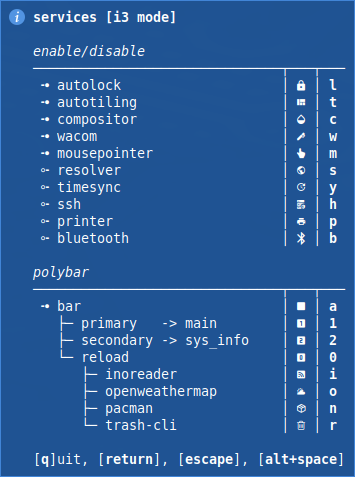 services [i3 mode]
enable/disable
autolock l
autotiling t
compositor c
wacom w
mousepointer m
resolver s
timesync y
ssh h
printer p
bluetooth b
polybar
bar a
primary -> main 1 1
secondary -> sys_info 2 2
reload 0 0
inoreader i
openweathermap o
pacman n
trash-cli r
[q]uit, [return], [escape], [alt+space]